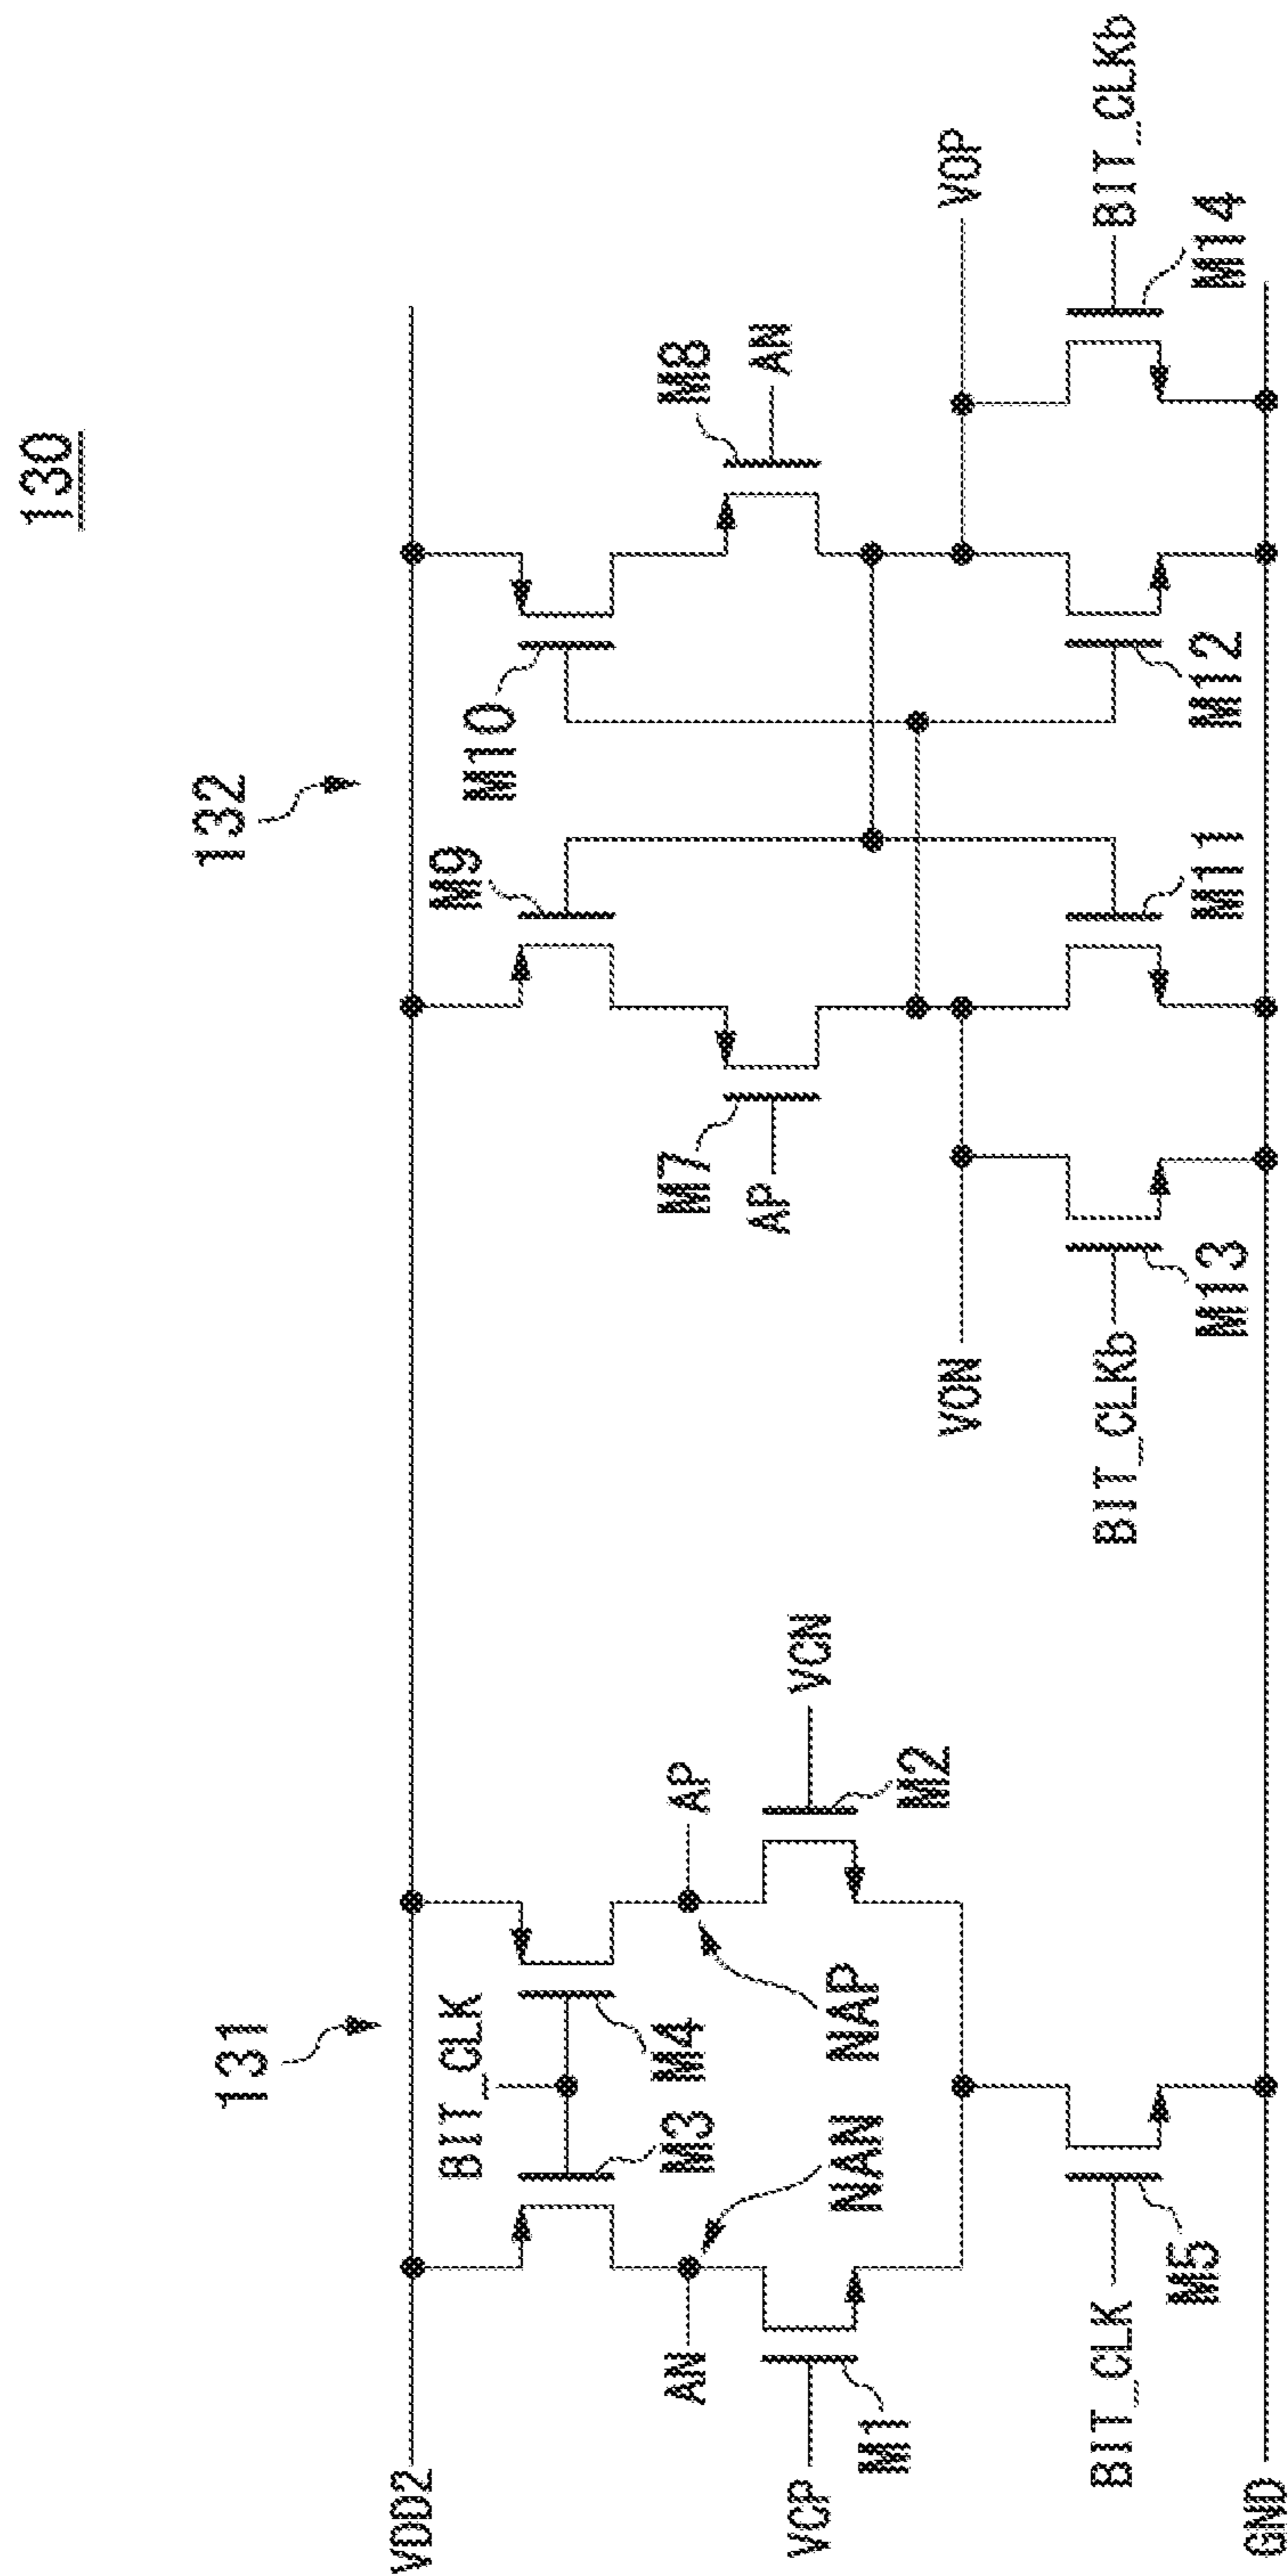 130
131
132
VDD2
BIT_CLK
M3
M4
AN
NAN
AP
NAP
VCP
M1
VCN
M2
BIT_CLK
M5
GND
M9
M10
M7
AP
M8
AN
VON
VOP
BIT_CLKb
M13
M11
M12
BIT_CLKb
M14